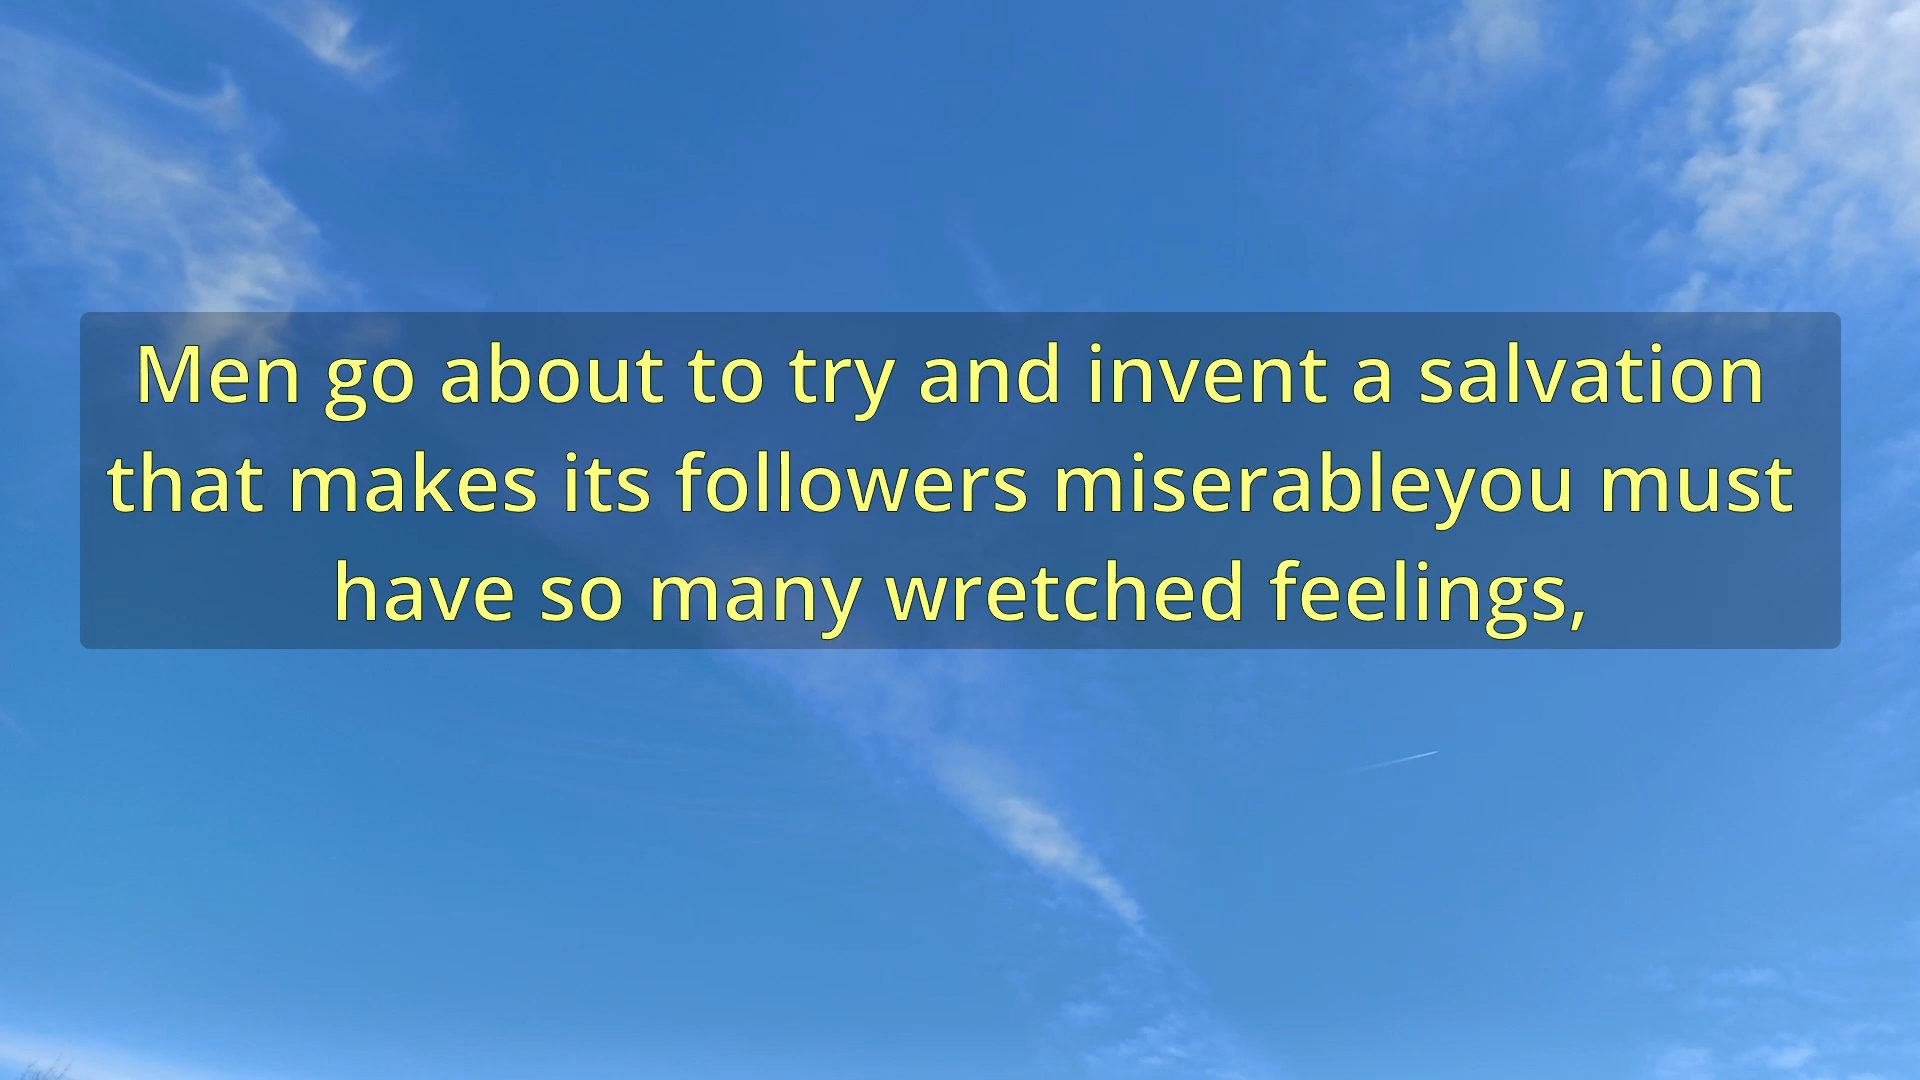 Men go about to try and invent a salvation
that makes its followers miserableyou must
have so many wretched feelings,